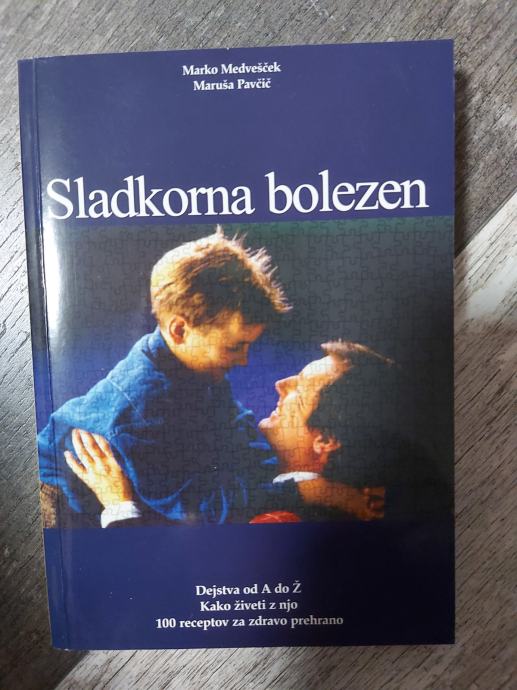 Marko Medvešček
Maruša Pavčič
Sladkorna bolezen
Dejstva od A do Ž
Kako živeti z njo
100 receptov za zdravo prehrano